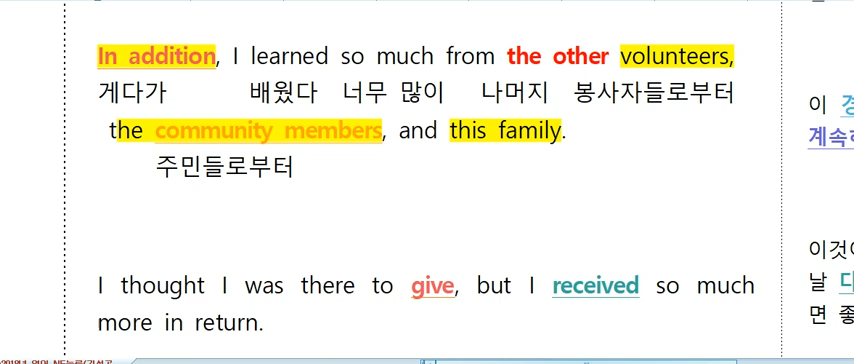 In addition, I learned so much from the other volunteers,
게다가 배웠다 너무 많이 나머지 봉사자들로부터
the community members, and this family.
주민들로부터
I thought I was there to give, but I received so much
more in return.
이
계속
이것이
날
면